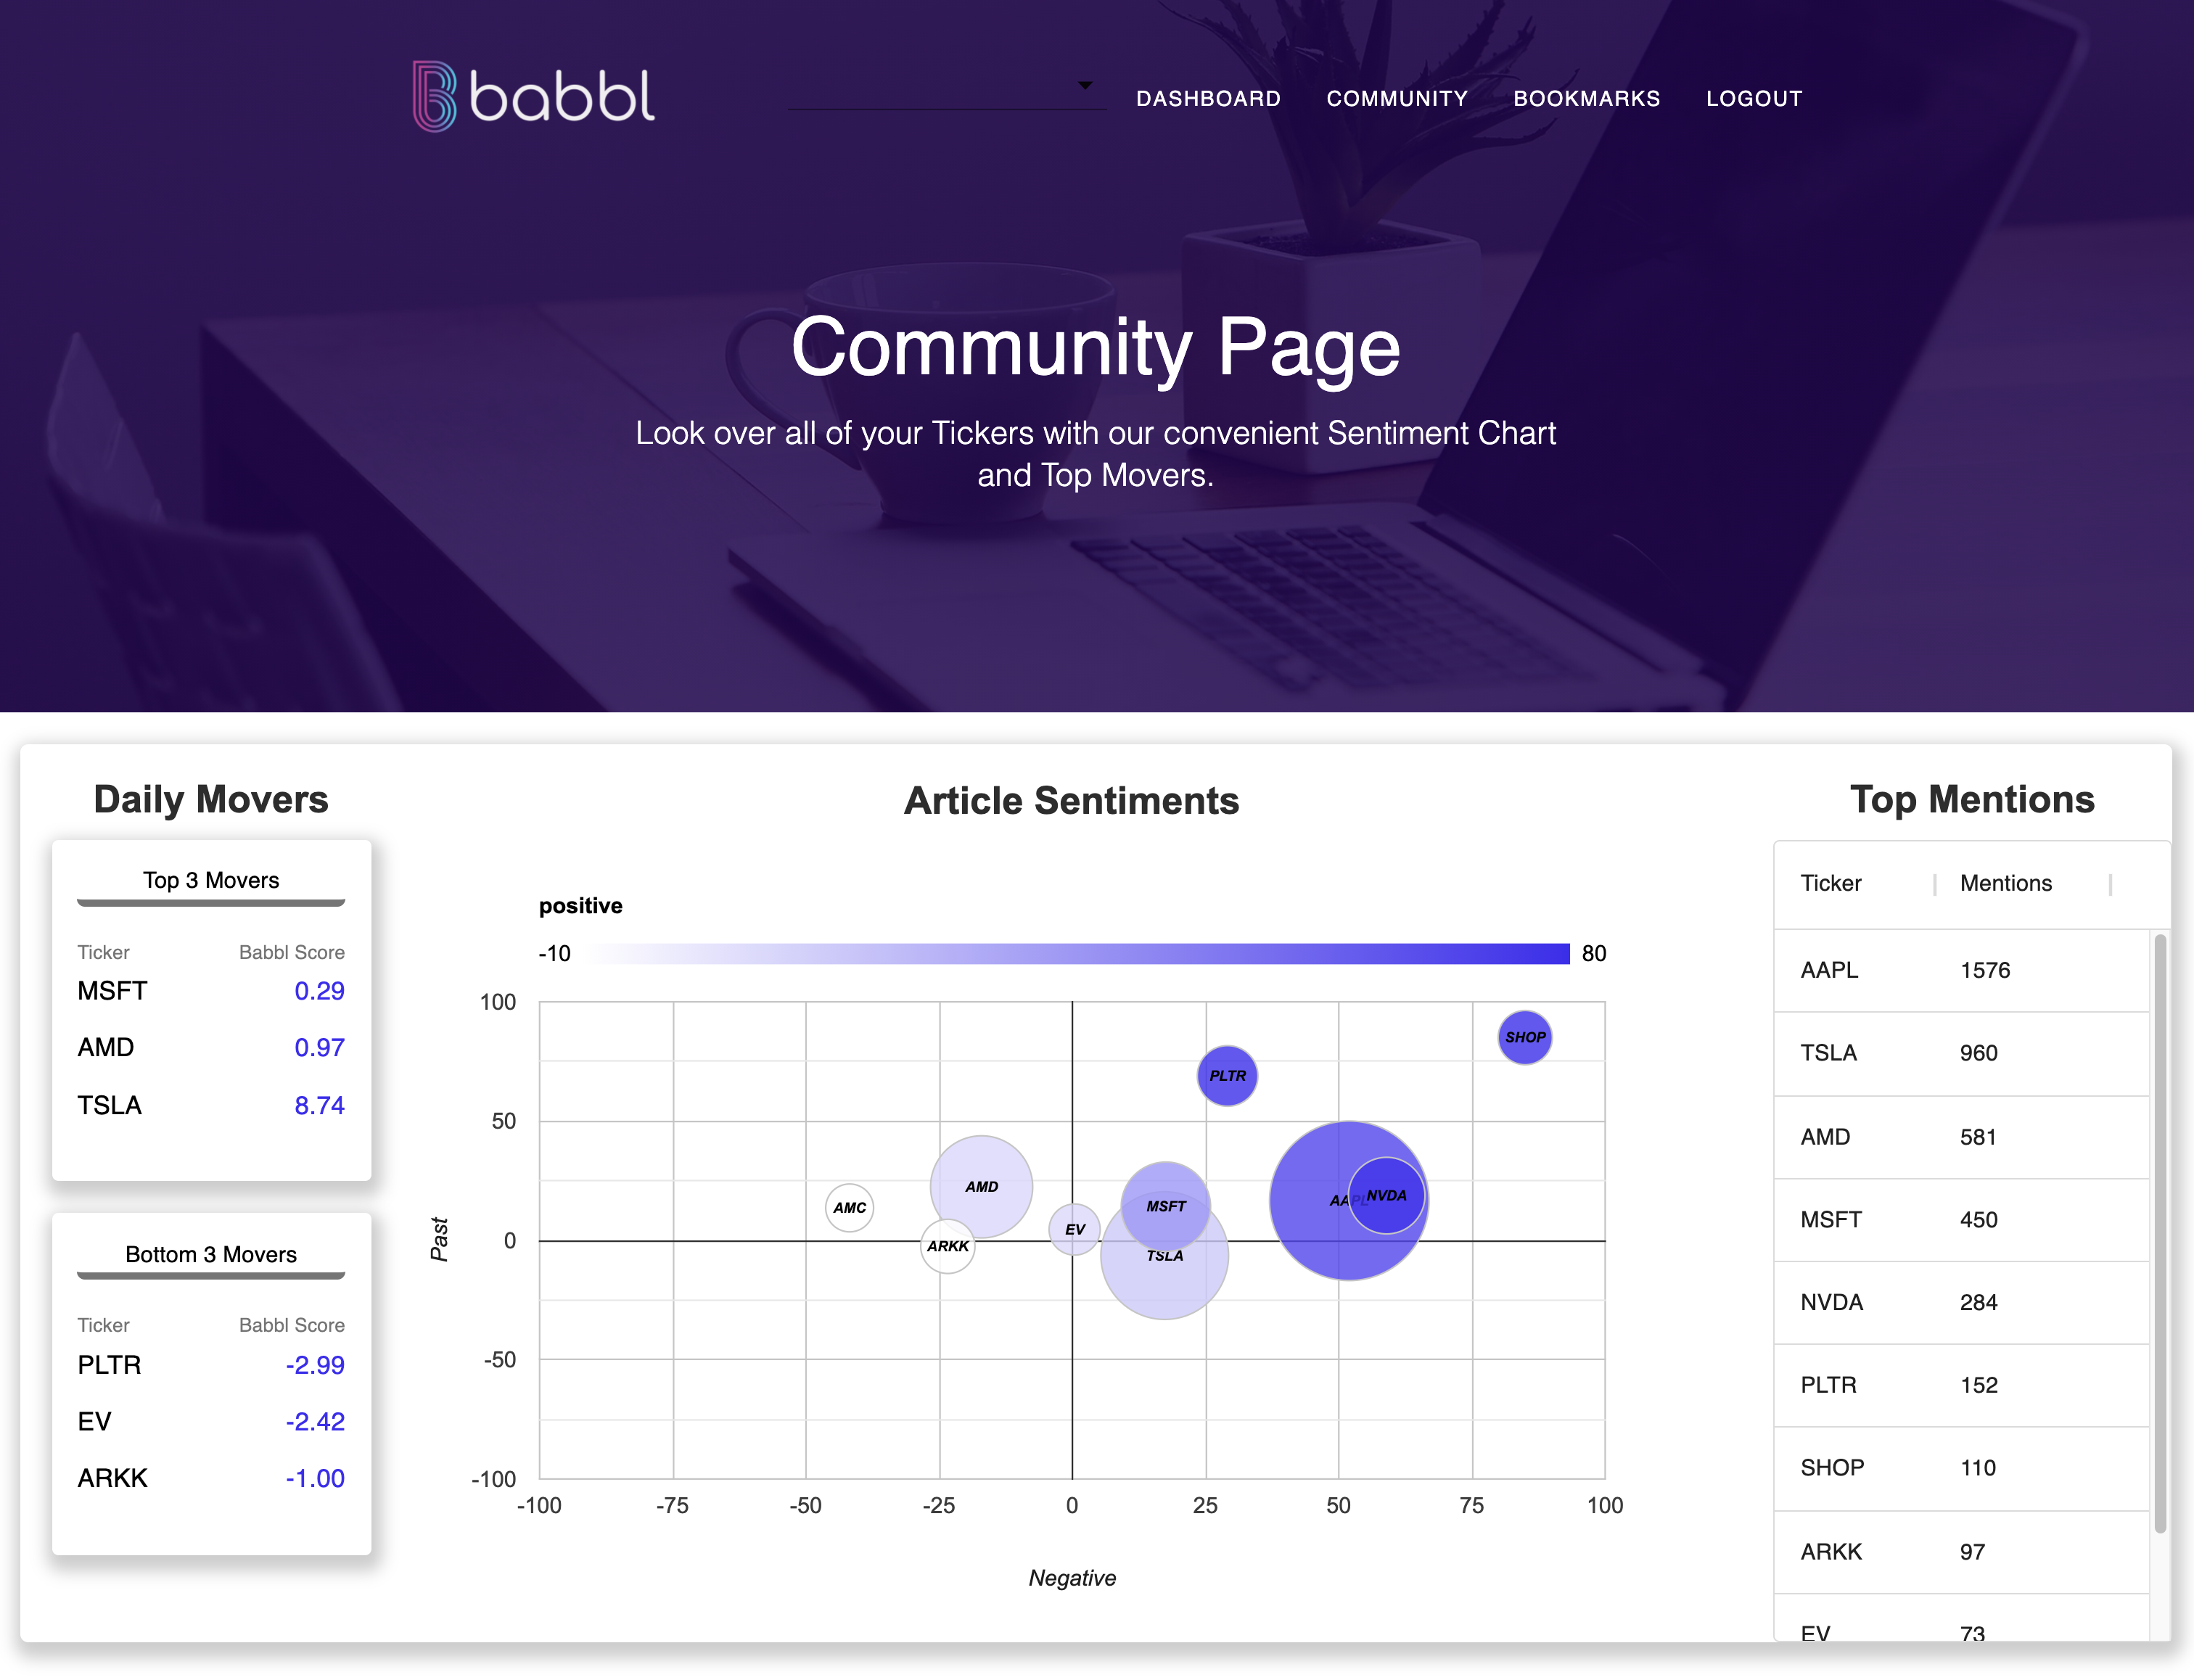 babbl
DASHBOARD COMMUNITY BOOKMARKS LOGOUT
Community Page
Look over all of your Tickers with our convenient Sentiment Chart
and Top Movers.
Daily Movers
Top 3 Movers
Ticker Babbl Score
MSFT 0.29
AMD 0.97
TSLA 8.74
Bottom 3 Movers
Ticker Babbl Score
PLTR -2.99
EV -2.42
ARKK -1.00
Article Sentiments
positive
-10 80
100
50
0
-50
-100
Past
SHOP
PLTR
AMD
AMC
ARKK
EV
MSFT
TSLA
AAPL
NVDA
-100 -75 -50 -25 0 25 50 75 100
Negative
Top Mentions
Ticker Mentions
AAPL 1576
TSLA 960
AMD 581
MSFT 450
NVDA 284
PLTR 152
SHOP 110
ARKK 97
EV 73